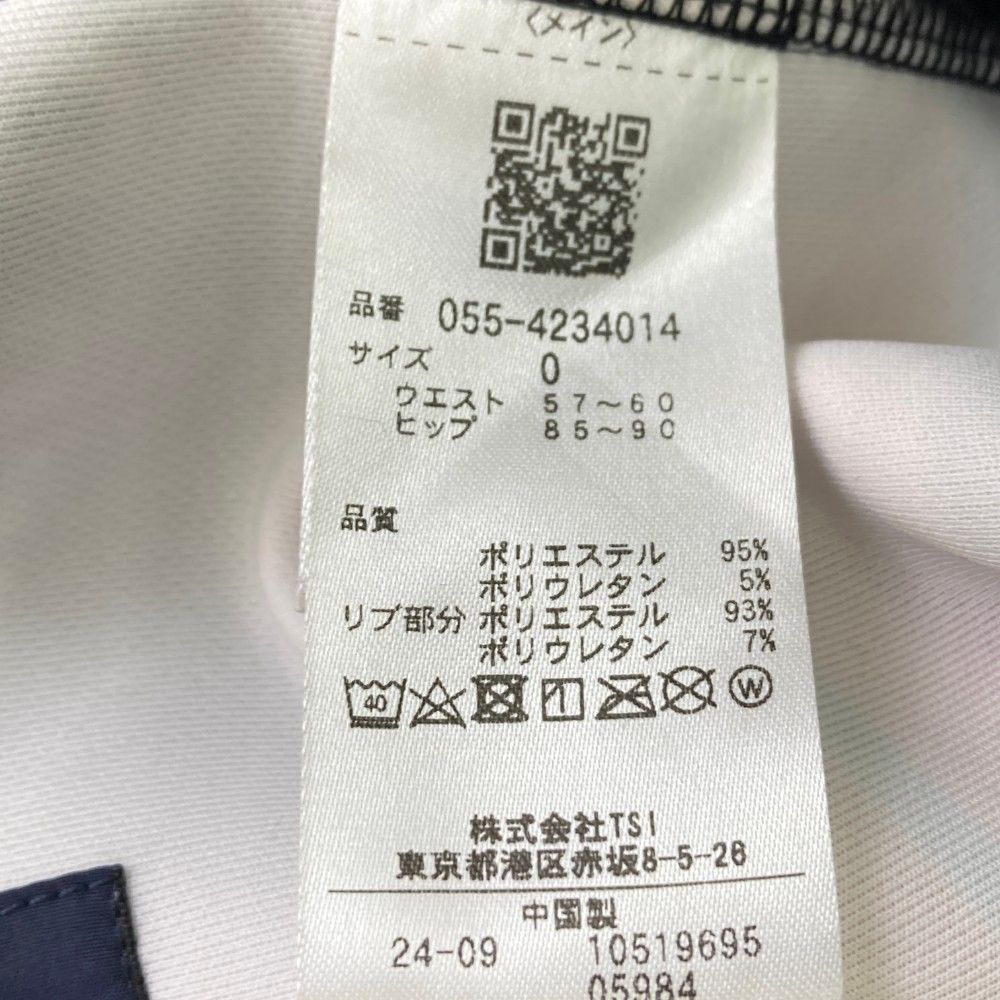 〈メイン〉
品番 055-4234014
サイズ 0
ウエスト 57～60
ヒップ 85～90
品質
ポリエステル 95%
ポリウレタン 5%
リブ部分 ポリエステル 93%
ポリウレタン 7%
40 W
株式会社TSI
東京都港区赤坂8-5-26
中国製
24-09 10519695
05984